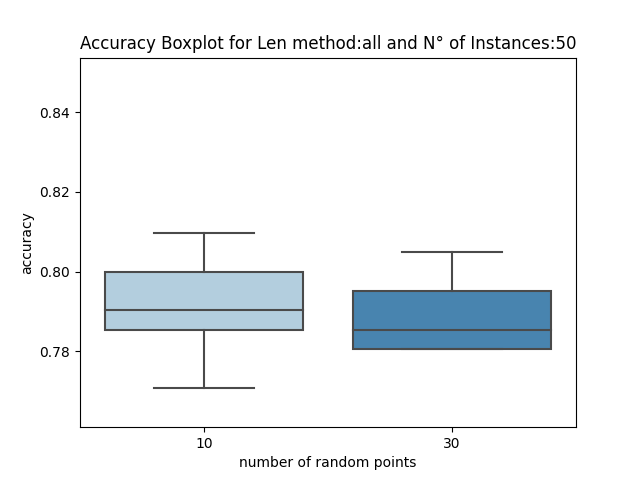 Accuracy Boxplot for Len method:all and N° of Instances:50
0.84
0.82
0.80
0.78
accuracy
10
30
number of random points